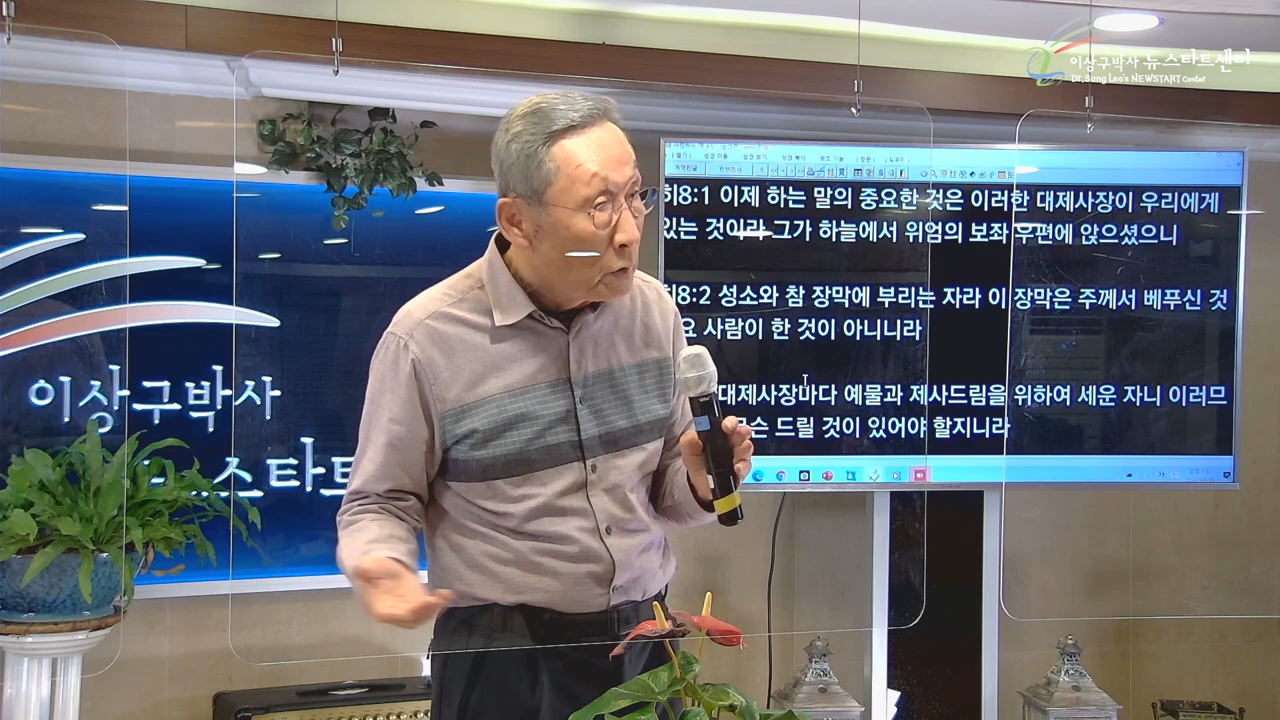 이상구박사 뉴스타트센터
Dr. Sang Lee's NEWSTART Center
히8:1 이제 하는 말의 중요한 것은 이러한 대제사장이 우리에게
있는 것이라 그가 하늘에서 위엄의 보좌 우편에 앉으셨으니
히8:2 성소와 참 장막에 부리는 자라 이 장막은 주께서 베푸신 것
요 사람이 한 것이 아니니라
대제사장마다 예물과 제사드림을 위하여 세운 자니 이러므
무슨 드릴 것이 있어야 할지니라
이상구박사
스타트